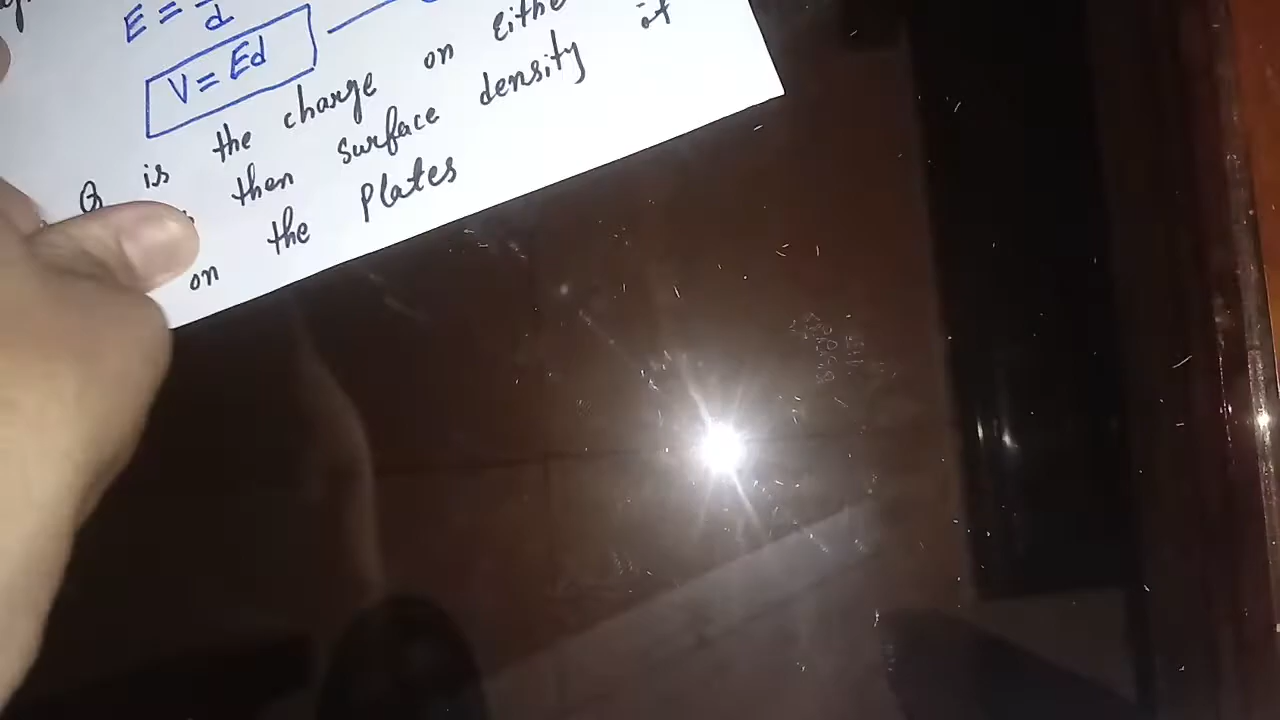 E = d
V = Ed
Q is the charge on Eithe
then surface density of
on the Plates